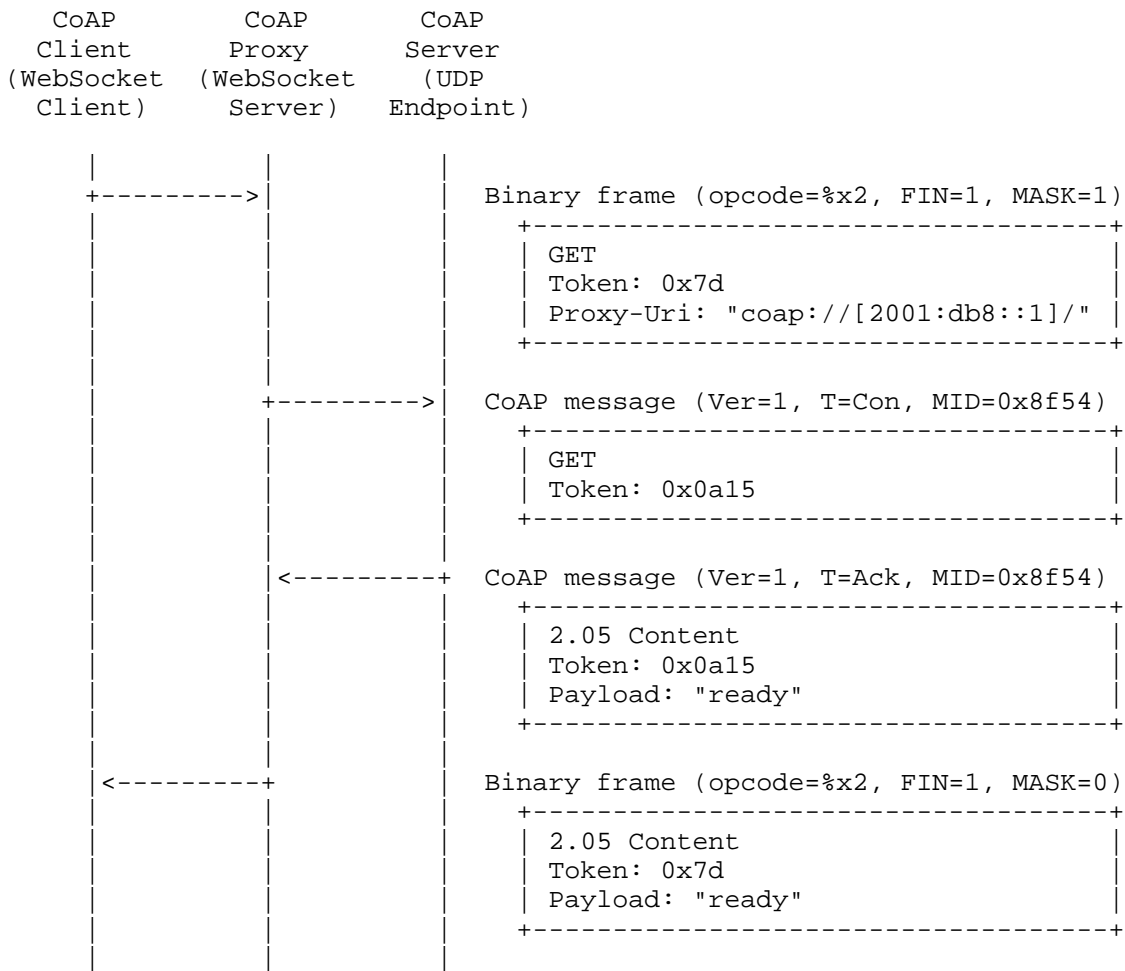 CoAP CoAP CoAP
Client Proxy Server
(WebSocket (WebSocket (UDP
Client) Server) Endpoint)
Binary frame (opcode=%x2, FIN=1, MASK=1)
GET
Token: 0x7d
Proxy-Uri: "coap://[2001:db8::1]/"
CoAP message (Ver=1, T=Con, MID=0x8f54)
GET
Token: 0x0a15
CoAP message (Ver=1, T=Ack, MID=0x8f54)
2.05 Content
Token: 0x0a15
Payload: "ready"
Binary frame (opcode=%x2, FIN=1, MASK=0)
2.05 Content
Token: 0x7d
Payload: "ready"